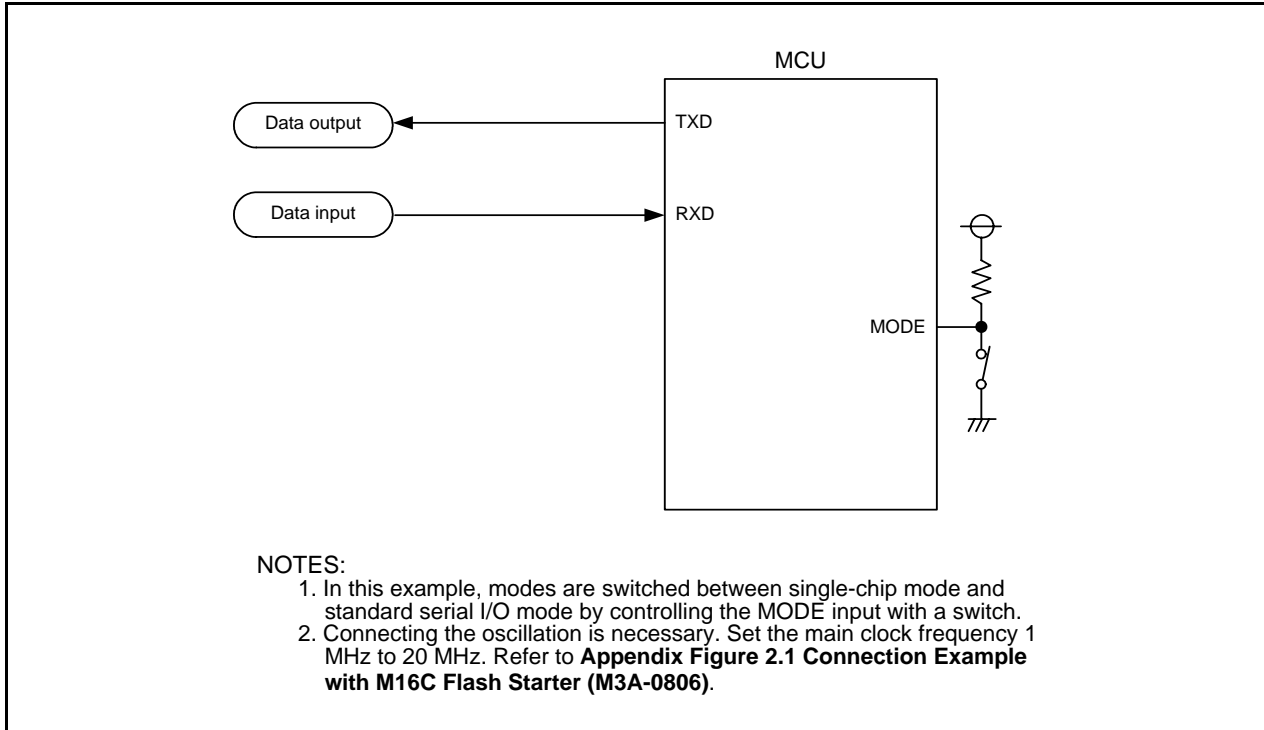 MCU
Data output
TXD
Data input
RXD
MODE
NOTES:
1. In this example, modes are switched between single-chip mode and
standard serial I/O mode by controlling the MODE input with a switch.
2. Connecting the oscillation is necessary. Set the main clock frequency 1
MHz to 20 MHz. Refer to Appendix Figure 2.1 Connection Example
with M16C Flash Starter (M3A-0806).